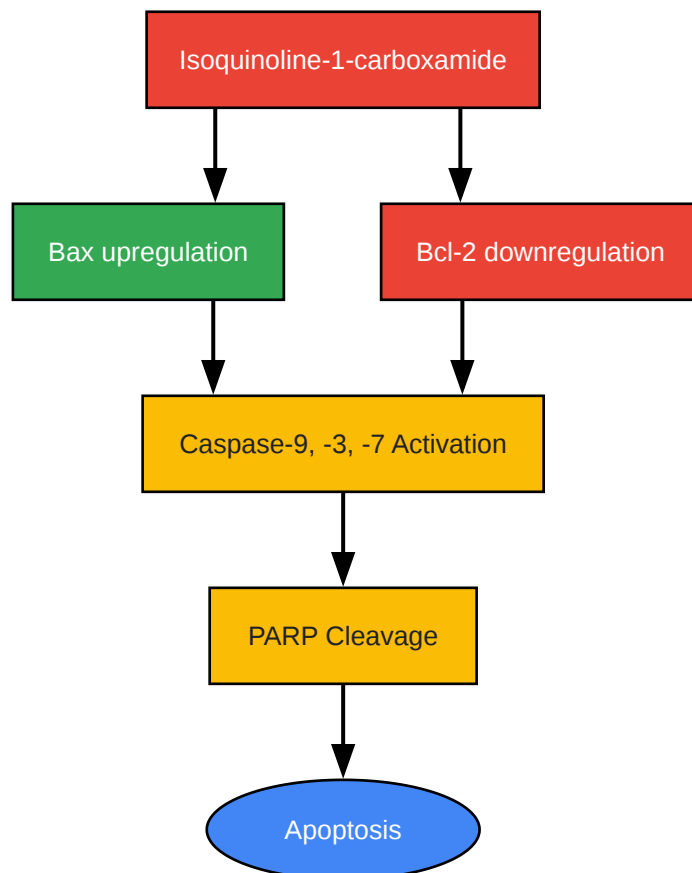 Isoquinoline-1-carboxamide
Bax upregulation
Bcl-2 downregulation
Caspase-9, -3, -7 Activation
PARP Cleavage
Apoptosis